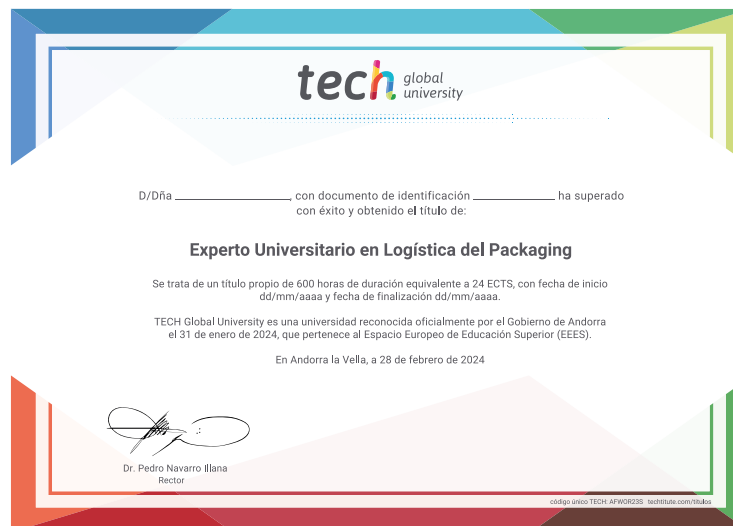 tech global university
D/Dña ____________________, con documento de identificación ______________ ha superado
con éxito y obtenido el título de:
Experto Universitario en Logística del Packaging
Se trata de un título propio de 600 horas de duración equivalente a 24 ECTS, con fecha de inicio
dd/mm/aaaa y fecha de finalización dd/mm/aaaa.
TECH Global University es una universidad reconocida oficialmente por el Gobierno de Andorra
el 31 de enero de 2024, que pertenece al Espacio Europeo de Educación Superior (EEES).
En Andorra la Vella, a 28 de febrero de 2024
Dr. Pedro Navarro Illana
Rector
código único TECH: AFWOR23S techtitute.com/titulos